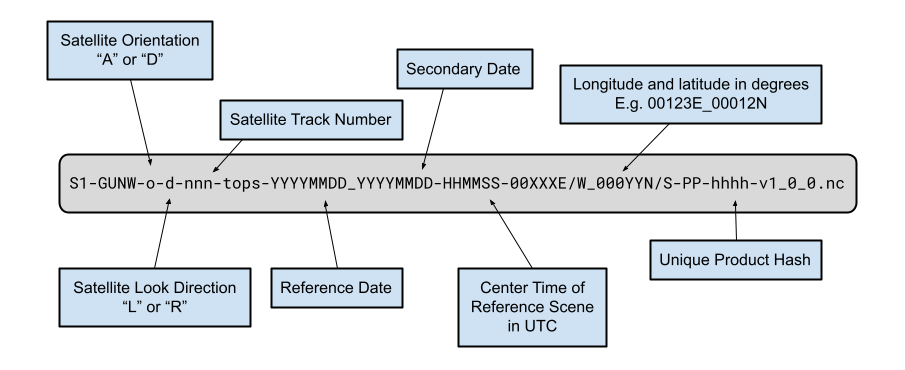 Satellite Orientation
“A” or “D”
Secondary Date
Longitude and latitude in degrees
E.g. 00123E_00012N
Satellite Track Number
S1-GUNW-o-d-nnn-tops-YYYYMMDD_YYYYMMDD-HHMMSS-00XXXE/W_000YYN/S-PP-hhhh-v1_0_0.nc
Satellite Look Direction
“L” or “R”
Reference Date
Center Time of
Reference Scene
in UTC
Unique Product Hash